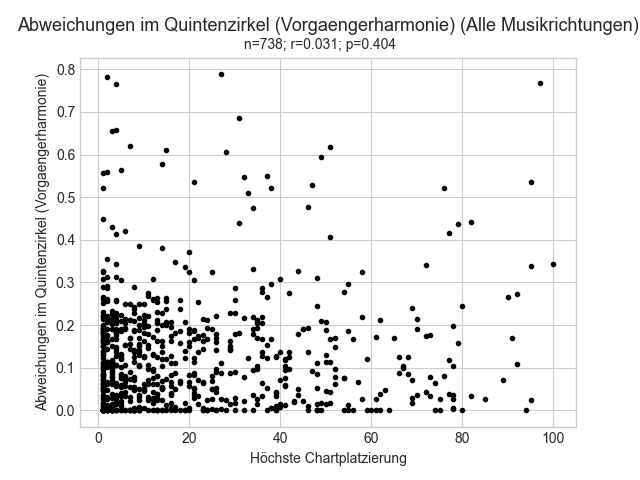 Abweichungen im Quintenzirkel (Vorgaengerharmonie) (Alle Musikrichtungen)
n=738; r=0.031; p=0.404
Abweichungen im Quintenzirkel (Vorgaengerharmonie)
0.8
0.7
0.6
0.5
0.4
0.3
0.2
0.1
0.0
0 20 40 60 80 100
Höchste Chartplatzierung